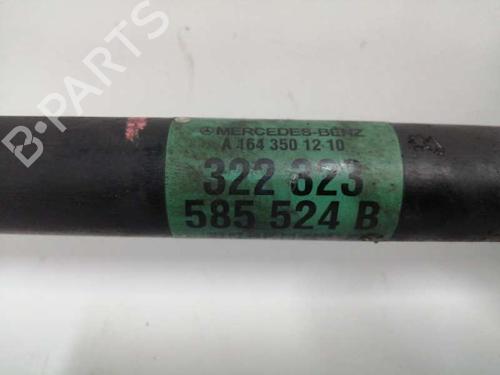 MERCEDES-BENZ
A 164 350 12 10
322 323
585 524 B
B-PARTS